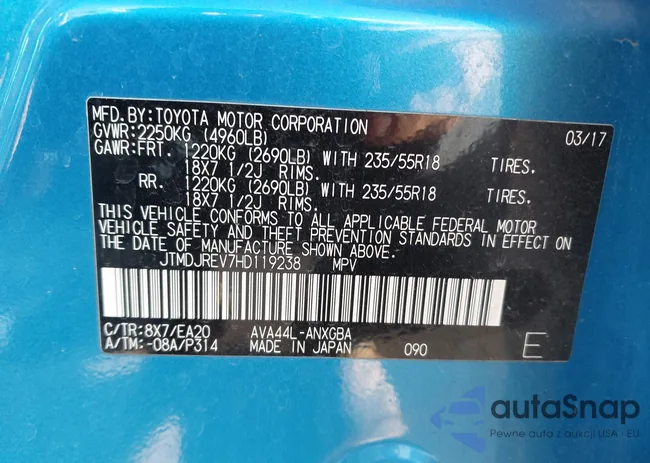 MFD.BY:TOYOTA MOTOR CORPORATION 03/17
GVWR:2250KG (4960LB)
GAWR:FRT. 1220KG (2690LB) WITH 235/55R18 TIRES.
18X7 1/2J RIMS.
RR. 1220KG (2690LB) WITH 235/55R18 TIRES.
18X7 1/2J RIMS.
THIS VEHICLE CONFORMS TO ALL APPLICABLE FEDERAL MOTOR
VEHICLE SAFETY AND THEFT PREVENTION STANDARDS IN EFFECT ON
THE DATE OF MANUFACTURE SHOWN ABOVE.
JTMDJREV7HD119238 MPV
C/TR:8X7/EA20 AVA44L-ANXGBA
A/TM:-08A/P314 MADE IN JAPAN 090 E
autaSnap
Pewne auta z aukcji USA - EU